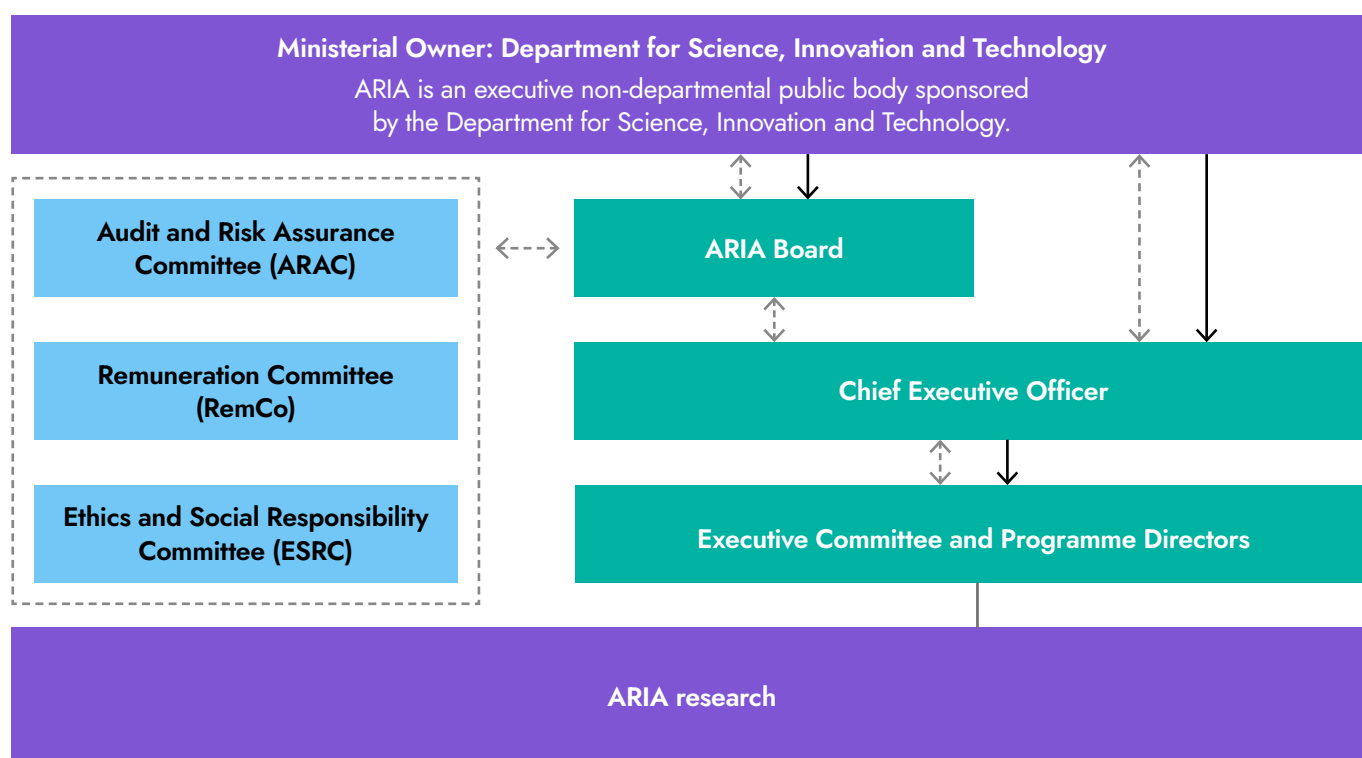 Ministerial Owner: Department for Science, Innovation and Technology
ARIA is an executive non-departmental public body sponsored
by the Department for Science, Innovation and Technology.
Audit and Risk Assurance
Committee (ARAC)
ARIA Board
Remuneration Committee
(RemCo)
Chief Executive Officer
Ethics and Social Responsibility
Committee (ESRC)
Executive Committee and Programme Directors
ARIA research